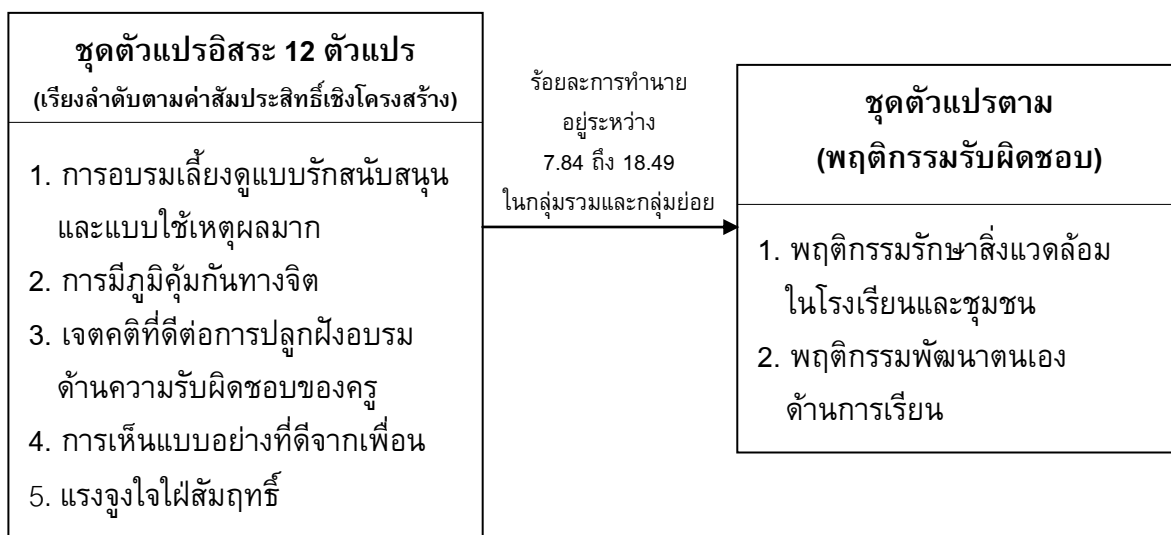 ชุดตัวแปรอิสระ 12 ตัวแปร
(เรียงลำดับตามค่าสัมประสิทธิ์เชิงโครงสร้าง)
1. การอบรมเลี้ยงดูแบบรักสนับสนุน
และแบบใช้เหตุผลมาก
2. การมีภูมิคุ้มกันทางจิต
3. เจตคติที่ดีต่อการปลูกฝังอบรม
ด้านความรับผิดชอบของครู
4. การเห็นแบบอย่างที่ดีจากเพื่อน
5. แรงจูงใจใฝ่สัมฤทธิ์
ร้อยละการทำนาย
อยู่ระหว่าง
7.84 ถึง 18.49
ในกลุ่มรวมและกลุ่มย่อย
ชุดตัวแปรตาม
(พฤติกรรมรับผิดชอบ)
1. พฤติกรรมรักษาสิ่งแวดล้อม
ในโรงเรียนและชุมชน
2. พฤติกรรมพัฒนาตนเอง
ด้านการเรียน